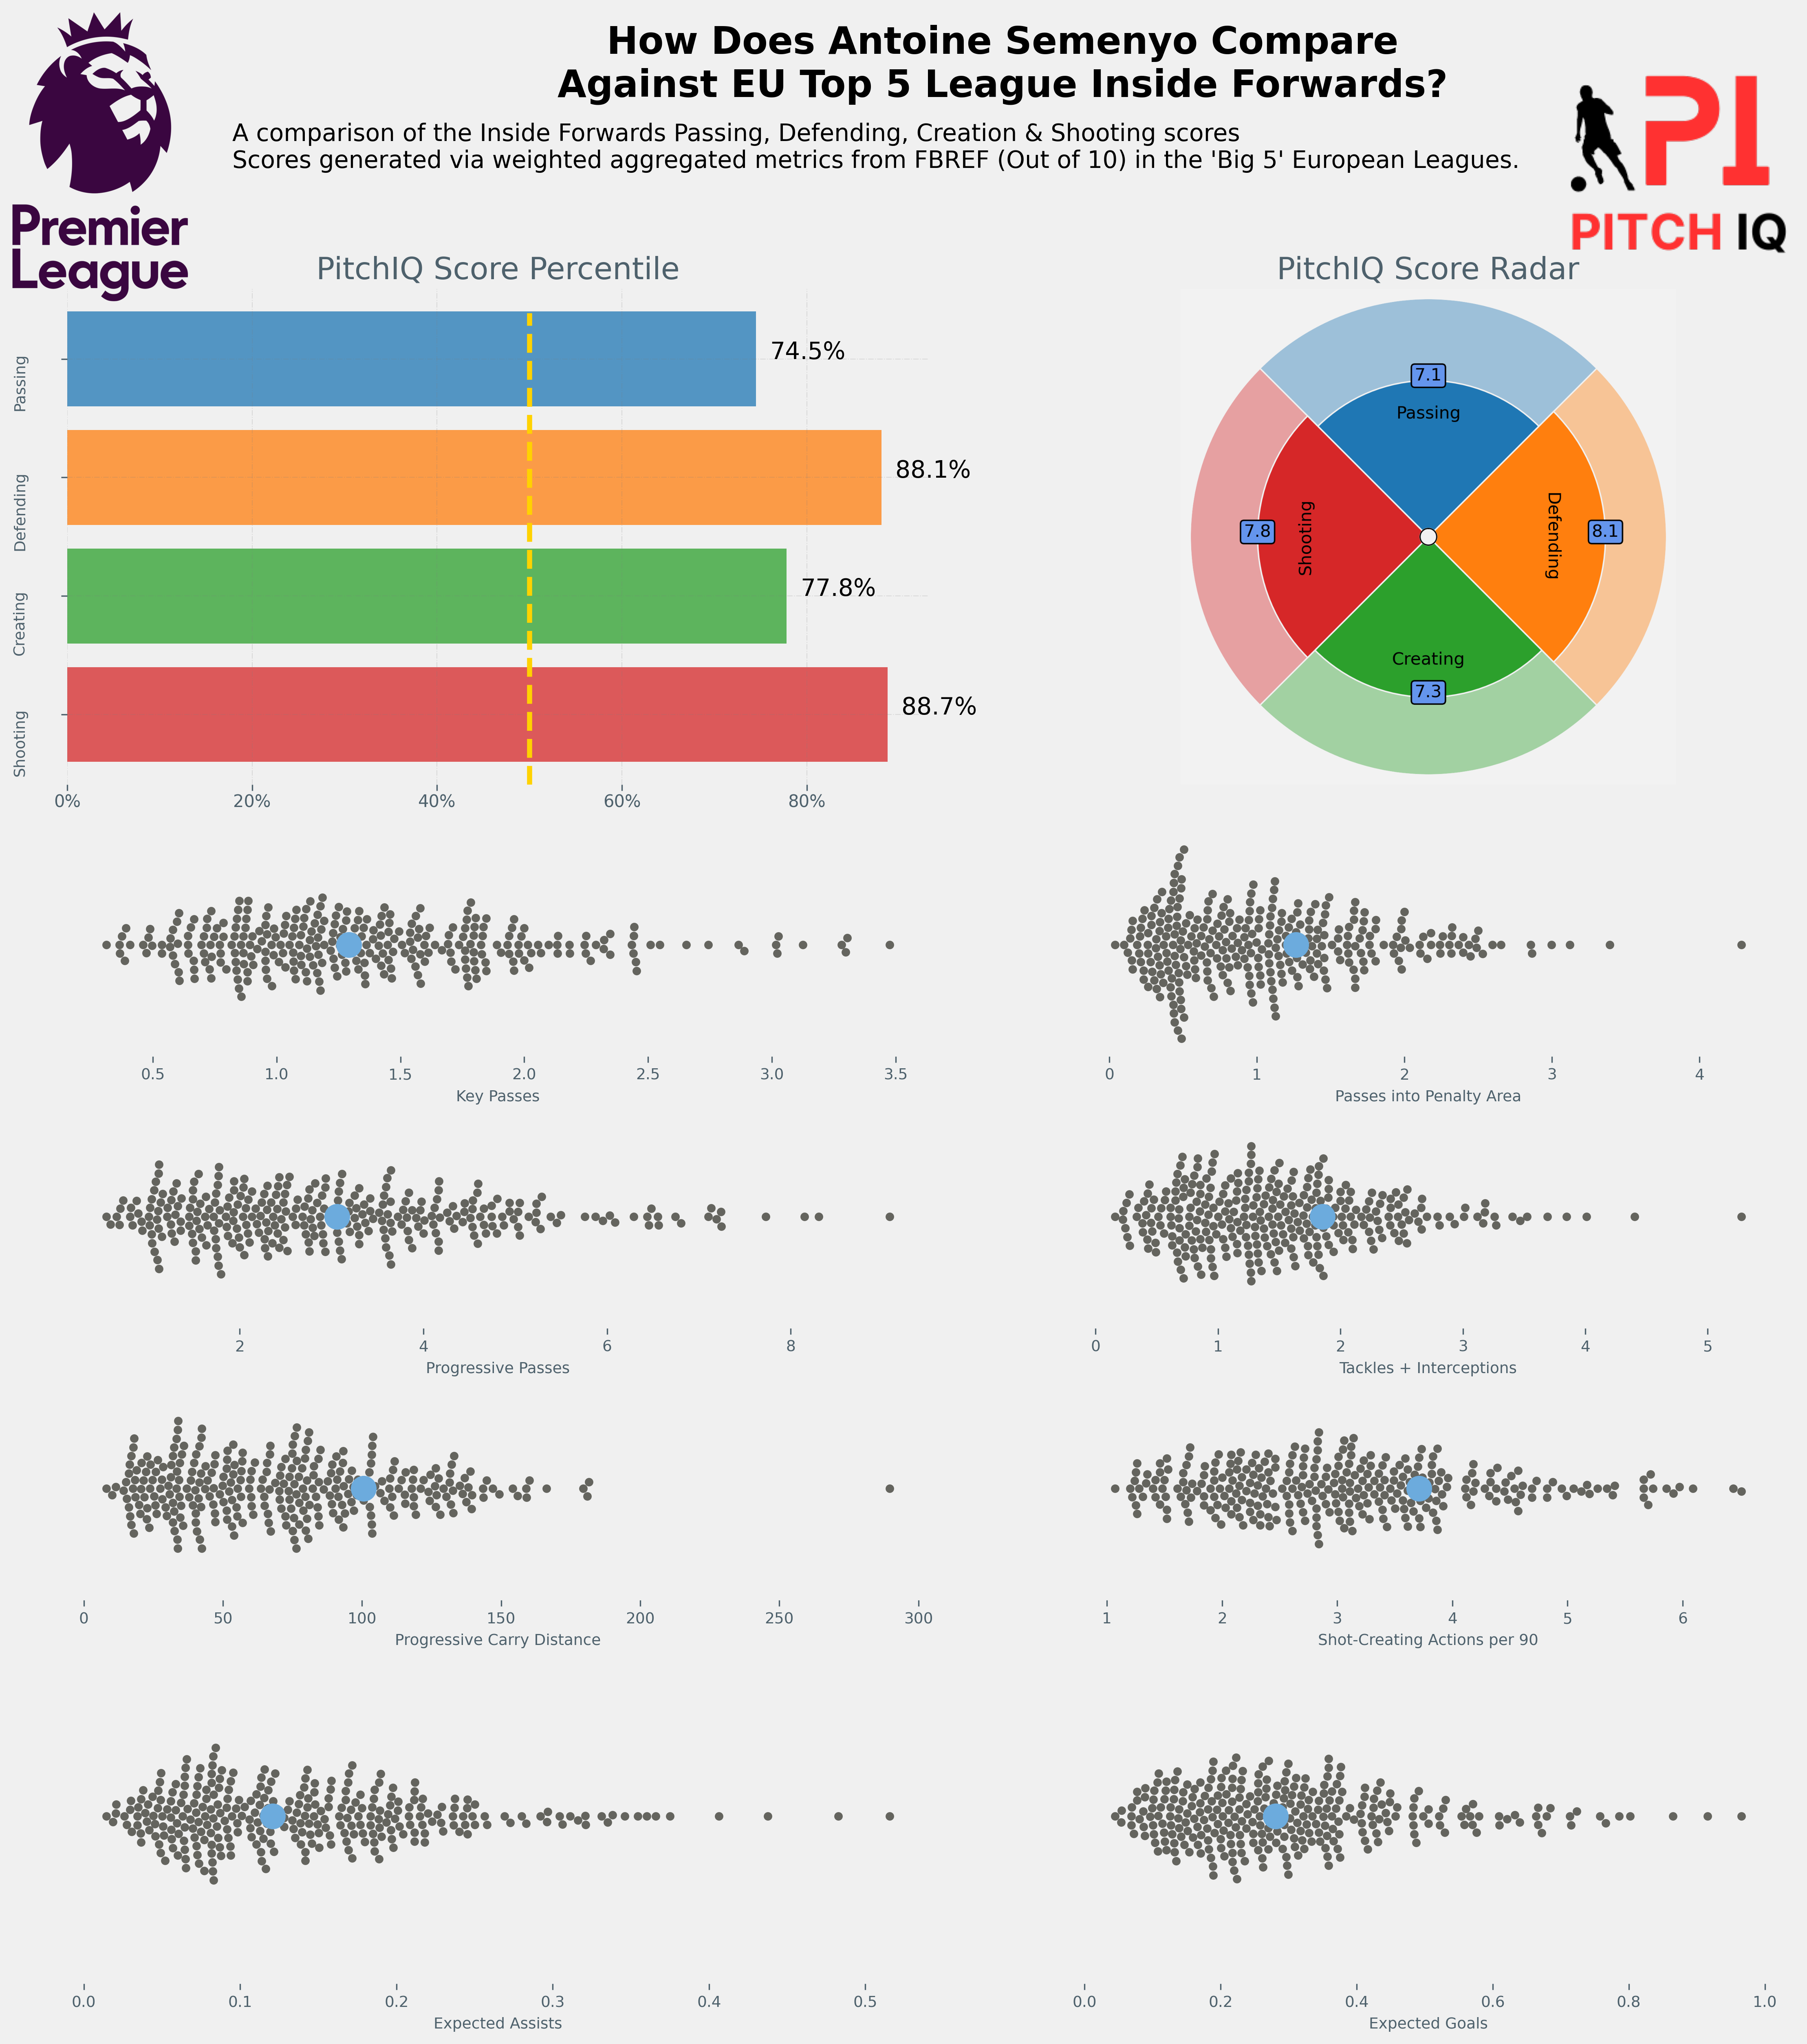 How Does Antoine Semenyo Compare
Against EU Top 5 League Inside Forwards?
A comparison of the Inside Forwards Passing, Defending, Creation & Shooting scores
Scores generated via weighted aggregated metrics from FBREF (Out of 10) in the 'Big 5' European Leagues.
Premier
League
PI
PITCH IQ
PitchIQ Score Percentile
Passing
74.5%
Defending
88.1%
Creating
77.8%
Shooting
88.7%
0% 20% 40% 60% 80%
PitchIQ Score Radar
7.1
Passing
7.8
Shooting
Defending
8.1
Creating
7.3
0.5 1.0 1.5 2.0 2.5 3.0 3.5
Key Passes
0 1 2 3 4
Passes into Penalty Area
2 4 6 8
Progressive Passes
0 1 2 3 4 5
Tackles + Interceptions
0 50 100 150 200 250 300
Progressive Carry Distance
1 2 3 4 5 6
Shot-Creating Actions per 90
0.0 0.1 0.2 0.3 0.4 0.5
Expected Assists
0.0 0.2 0.4 0.6 0.8 1.0
Expected Goals